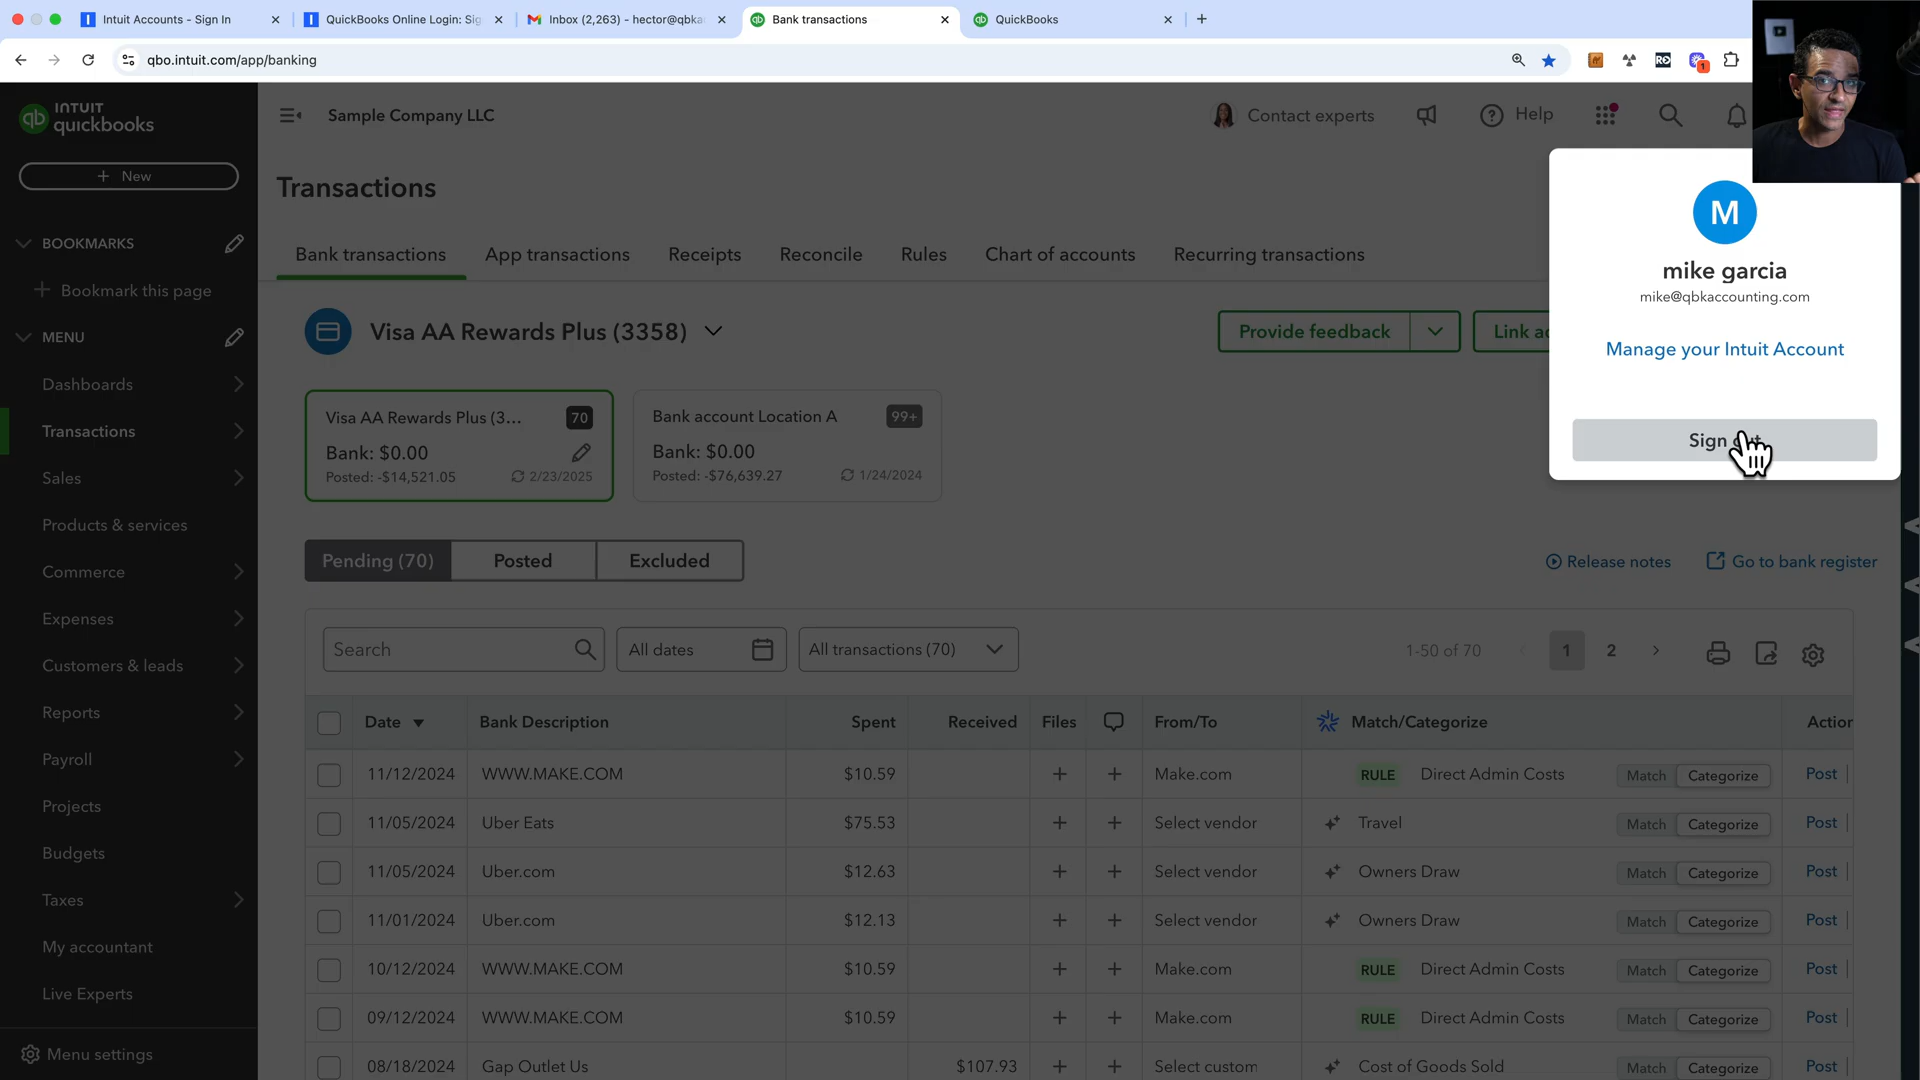 Intuit Accounts - Sign In
QuickBooks Online Login: Sig
Inbox (2,263) - hector@qbka
Bank transactions
QuickBooks
qbo.intuit.com/app/banking
1
INTUIT
quickbooks
Sample Company LLC
Contact experts
Help
+ New
Transactions
M
mike garcia
mike@qbkaccounting.com
Manage your Intuit Account
Sign out
BOOKMARKS
Bookmark this page
MENU
Dashboards
Transactions
Sales
Products & services
Commerce
Expenses
Customers & leads
Reports
Payroll
Projects
Budgets
Taxes
My accountant
Live Experts
Menu settings
Bank transactions App transactions Receipts Reconcile Rules Chart of accounts Recurring transactions
Visa AA Rewards Plus (3358)
Provide feedback
Link ac
Visa AA Rewards Plus (3... 70
Bank: $0.00
Posted: -$14,521.05 2/23/2025
Bank account Location A 99+
Bank: $0.00
Posted: -$76,639.27 1/24/2024
Pending (70) Posted Excluded
Release notes Go to bank register
Search All dates All transactions (70) 1-50 of 70 < 1 2 >
Date Bank Description Spent Received Files From/To Match/Categorize Action
11/12/2024 WWW.MAKE.COM $10.59 + + Make.com RULE Direct Admin Costs Match Categorize Post
11/05/2024 Uber Eats $75.53 + + Select vendor Travel Match Categorize Post
11/05/2024 Uber.com $12.63 + + Select vendor Owners Draw Match Categorize Post
11/01/2024 Uber.com $12.13 + + Select vendor Owners Draw Match Categorize Post
10/12/2024 WWW.MAKE.COM $10.59 + + Make.com RULE Direct Admin Costs Match Categorize Post
09/12/2024 WWW.MAKE.COM $10.59 + + Make.com RULE Direct Admin Costs Match Categorize Post
08/18/2024 Gap Outlet Us $107.93 + + Select custom Cost of Goods Sold Match Categorize Post